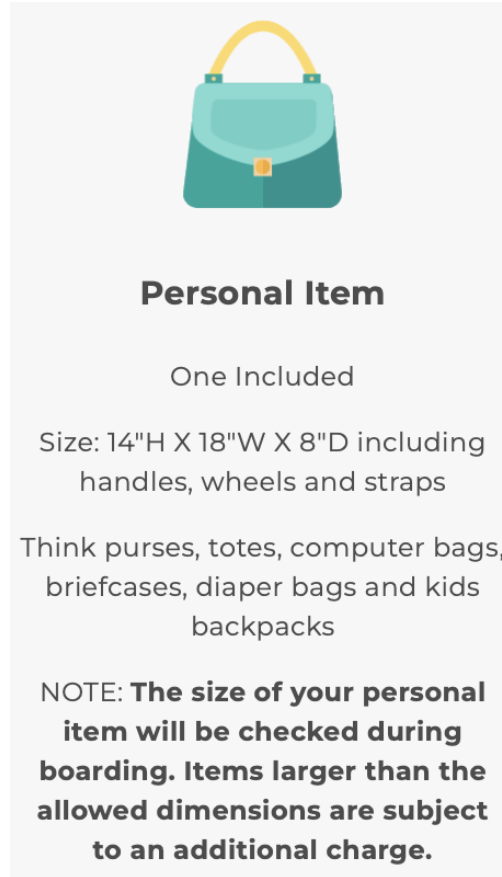 Personal Item
One Included
Size: 14"H X 18"W X 8"D including
handles, wheels and straps
Think purses, totes, computer bags,
briefcases, diaper bags and kids
backpacks
NOTE: The size of your personal
item will be checked during
boarding. Items larger than the
allowed dimensions are subject
to an additional charge.